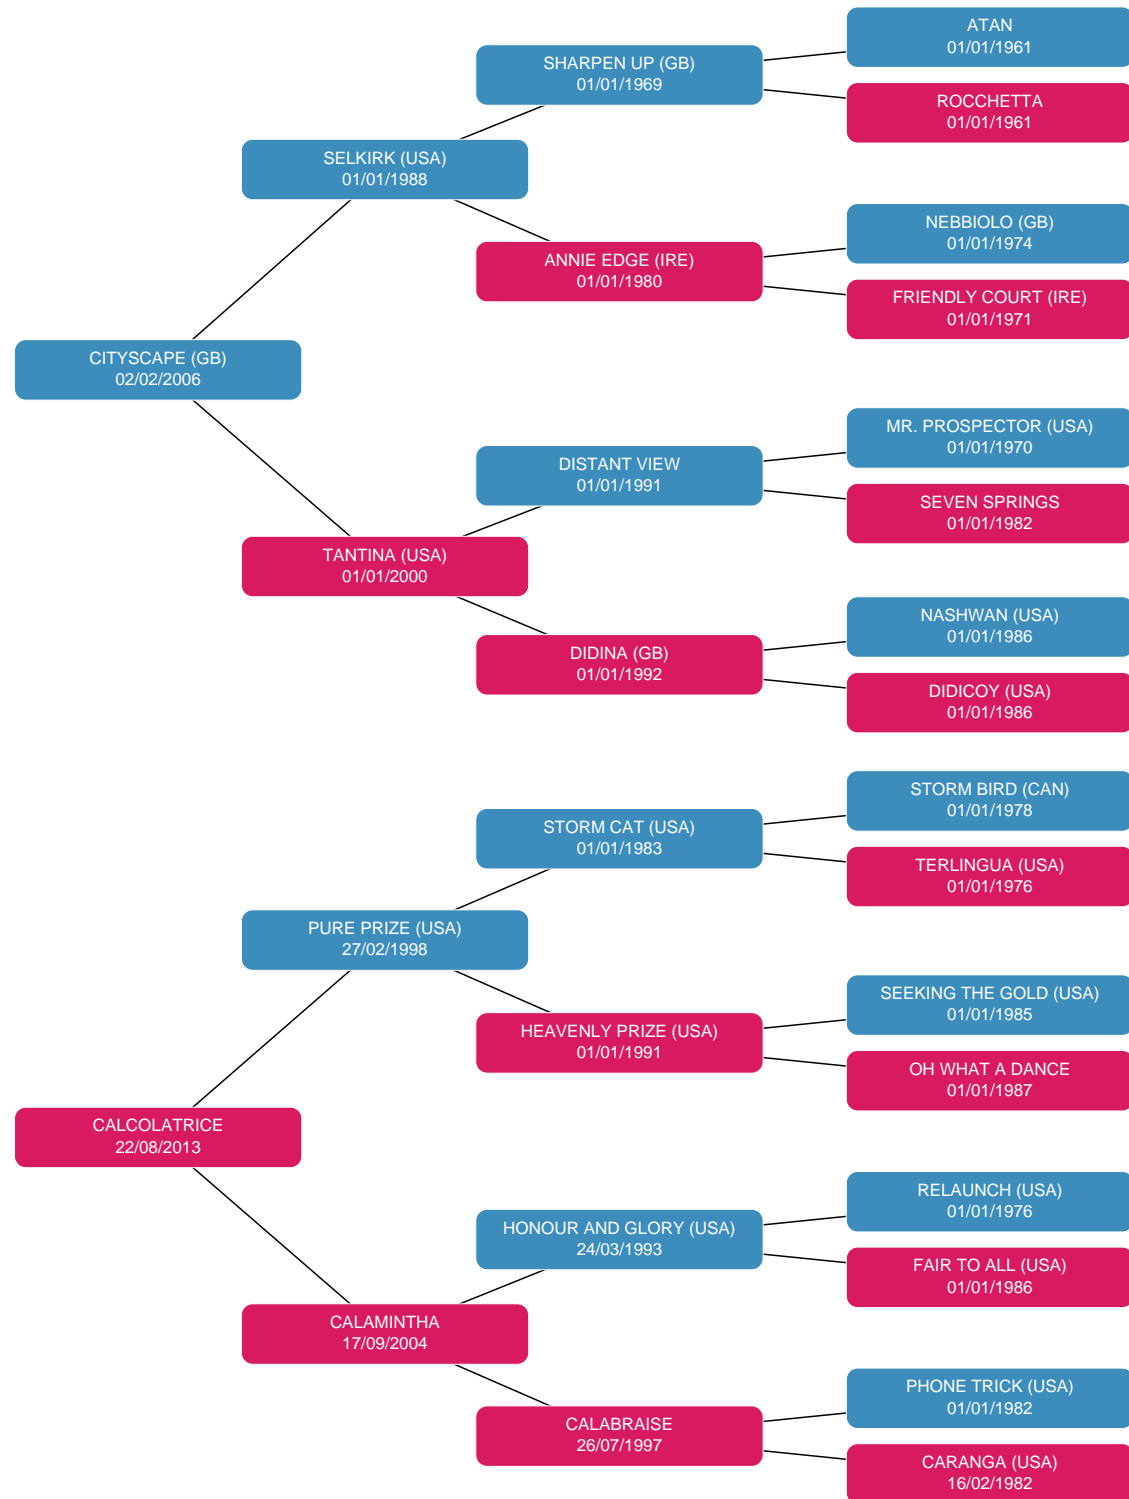 ATAN
01/01/1961
SHARPEN UP (GB)
01/01/1969
ROCCHETTA
01/01/1961
SELKIRK (USA)
01/01/1988
NEBBIOLO (GB)
01/01/1974
ANNIE EDGE (IRE)
01/01/1980
FRIENDLY COURT (IRE)
01/01/1971
CITYSCAPE (GB)
02/02/2006
MR. PROSPECTOR (USA)
01/01/1970
DISTANT VIEW
01/01/1991
SEVEN SPRINGS
01/01/1982
TANTINA (USA)
01/01/2000
NASHWAN (USA)
01/01/1986
DIDINA (GB)
01/01/1992
DIDICOY (USA)
01/01/1986
STORM BIRD (CAN)
01/01/1978
STORM CAT (USA)
01/01/1983
TERLINGUA (USA)
01/01/1976
PURE PRIZE (USA)
27/02/1998
SEEKING THE GOLD (USA)
01/01/1985
HEAVENLY PRIZE (USA)
01/01/1991
OH WHAT A DANCE
01/01/1987
CALCOLATRICE
22/08/2013
RELAUNCH (USA)
01/01/1976
HONOUR AND GLORY (USA)
24/03/1993
FAIR TO ALL (USA)
01/01/1986
CALAMINTHA
17/09/2004
PHONE TRICK (USA)
01/01/1982
CALABRAISE
26/07/1997
CARANGA (USA)
16/02/1982